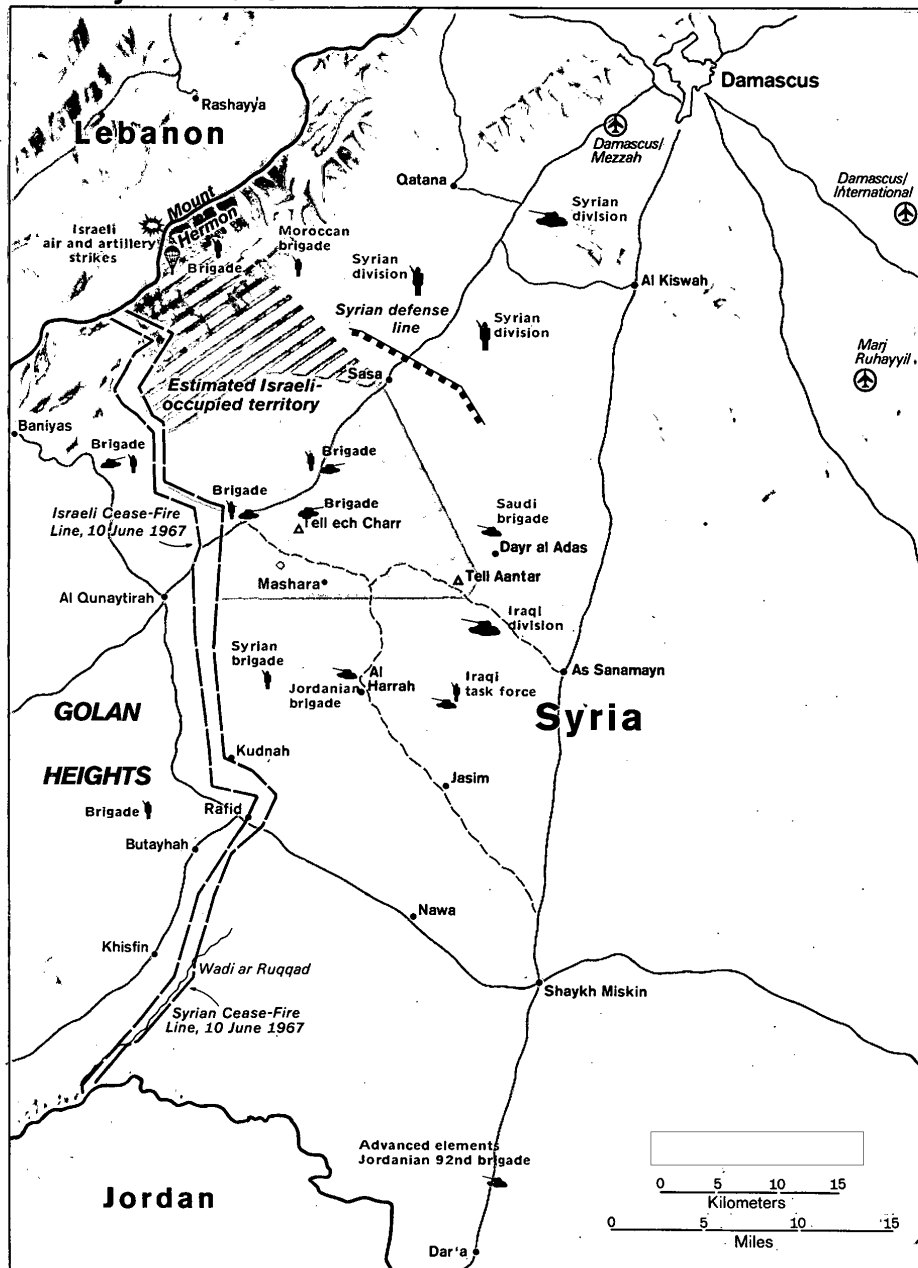 Rashayya
Lebanon
Damascus
Damascus/
Mezzah
Damascus/
International
Qatana
Syrian
division
Mount
Hermon
Israeli
air and artillery
strikes
Brigade
Moroccan
brigade
Syrian
division
Al Kiswah
Syrian defense
line
Syrian
division
Marj
Ruhayyil
Sasa
Estimated Israeli-
occupied territory
Baniyas
Brigade
Brigade
Brigade
Brigade
Tell ech Charr
Israeli Cease-Fire
Line, 10 June 1967
Saudi
brigade
Dayr al Adas
Mashara
Tell Aantar
Al Qunaytirah
Iraqi
division
Syrian
brigade
Al
Harrah
Jordanian
brigade
Iraqi
task force
As Sanamayn
GOLAN
HEIGHTS
Syria
Kudnah
Jasim
Brigade
Rafid
Butayhah
Nawa
Khisfin
Wadi ar Ruqqad
Shaykh Miskin
Syrian Cease-Fire
Line, 10 June 1967
Advanced elements
Jordanian 92nd brigade
Jordan
Dar'a
0 5 10 15
Kilometers
0 5 10 15
Miles